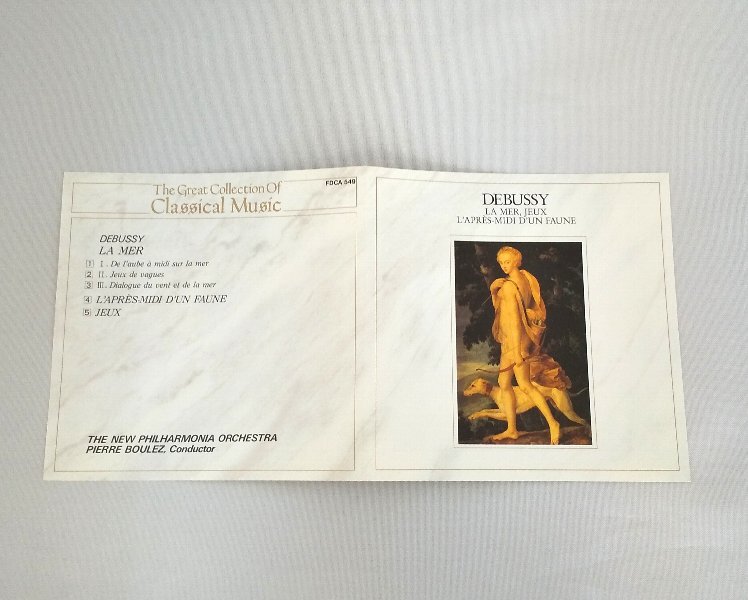 The Great Collection Of
Classical Music
FDCA 549
DEBUSSY
LA MER
1 I. De l'aube à midi sur la mer
2 II. Jeux de vagues
3 III. Dialogue du vent et de la mer
4 L'APRÈS-MIDI D'UN FAUNE
5 JEUX
THE NEW PHILHARMONIA ORCHESTRA
PIERRE BOULEZ, Conductor
DEBUSSY
LA MER, JEUX
L'APRÈS-MIDI D'UN FAUNE